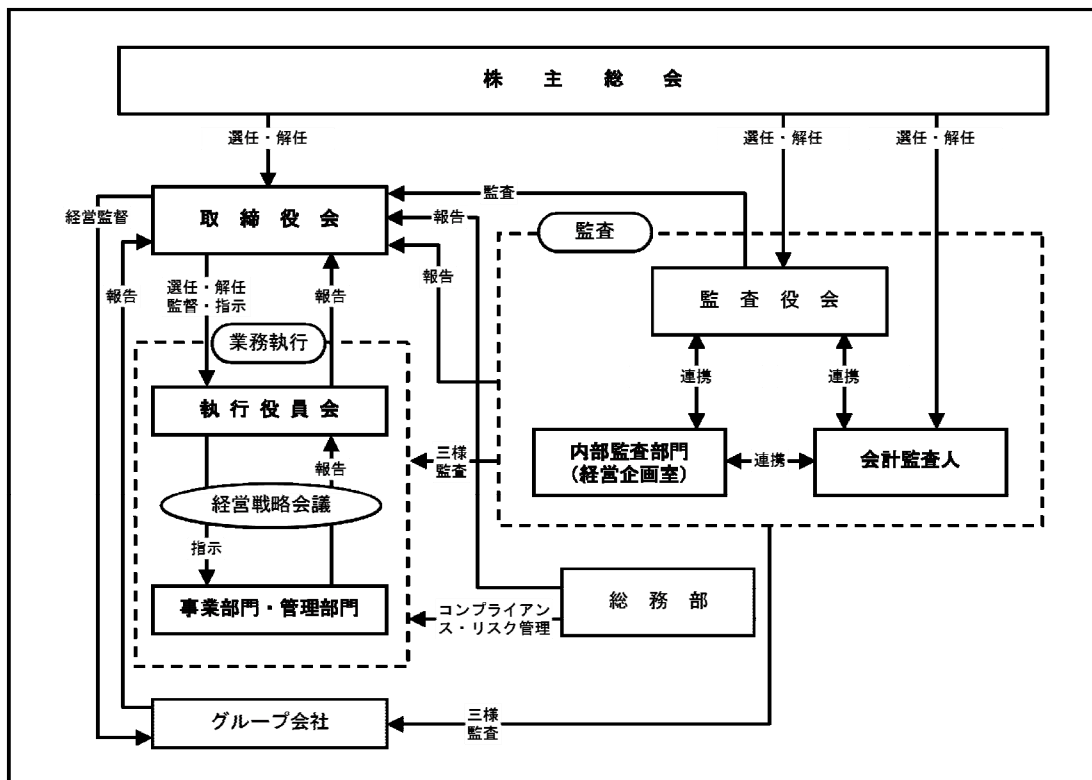 株主総会
選任・解任
選任・解任
選任・解任
取締役会
監査
経営監督
報告
監査
報告
報告
選任・解任
監督・指示
報告
監査役会
業務執行
連携
連携
執行役員会
三様
監査
内部監査部門
(経営企画室)
連携
会計監査人
報告
経営戦略会議
指示
事業部門・管理部門
コンプライアン
ス・リスク管理
総務部
グループ会社
三様
監査